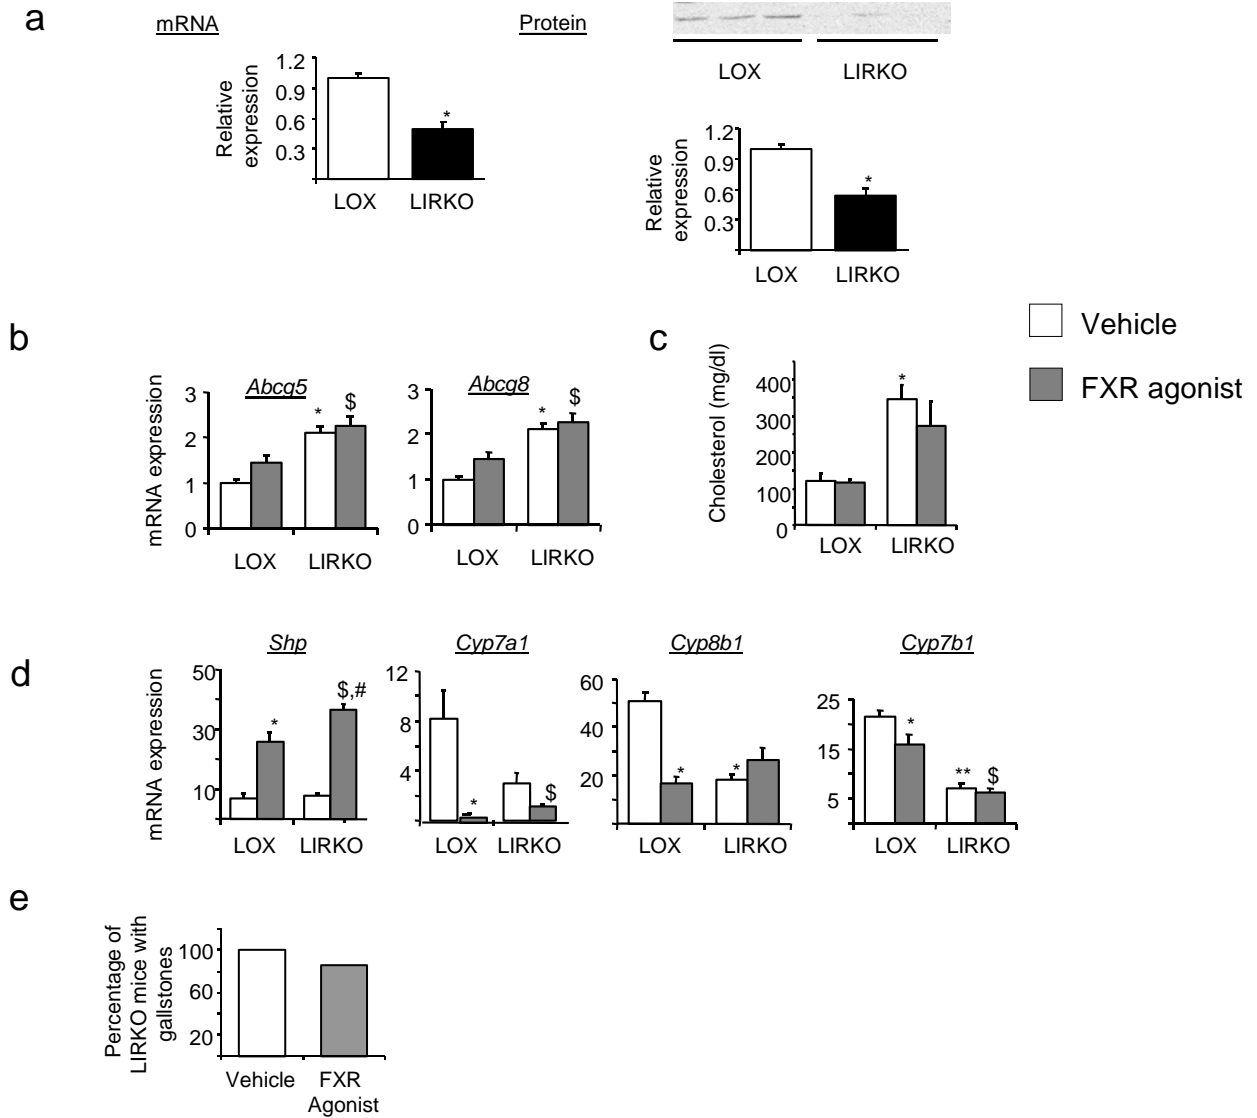 a
mRNA
Protein
LOX
LIRKO
Relative
expression
1.2
0.9
0.6
0.3
*
LOX
LIRKO
Relative
expression
1.2
0.9
0.6
0.3
*
LOX
LIRKO
Vehicle
FXR agonist
b
mRNA expression
Abcg5
3
2
1
0
*
$
LOX
LIRKO
Abcg8
3
2
1
0
*
$
LOX
LIRKO
c
Cholesterol (mg/dl)
400
300
200
100
0
*
LOX
LIRKO
d
mRNA expression
Shp
50
30
10
*
$,#
LOX
LIRKO
Cyp7a1
12
8
4
*
$
LOX
LIRKO
Cyp8b1
60
40
20
*
*
LOX
LIRKO
Cyp7b1
25
15
5
*
**
$
LOX
LIRKO
e
Percentage of
LIRKO mice with
gallstones
100
60
20
Vehicle
FXR
Agonist